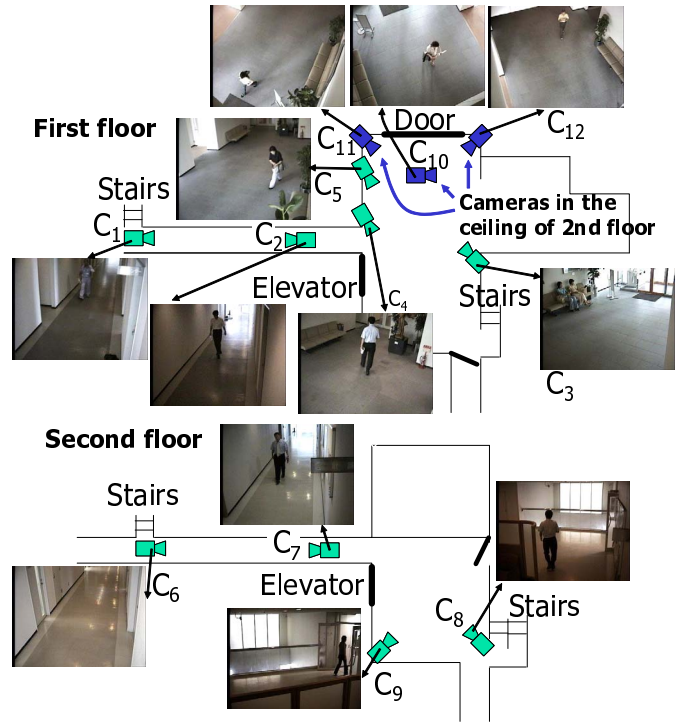 Door
First floor
C11
C10
C12
C5
Stairs
Cameras in the
ceiling of 2nd floor
C1
C2
Elevator
C4
Stairs
C3
Second floor
Stairs
C7
C6
Elevator
C8
Stairs
C9